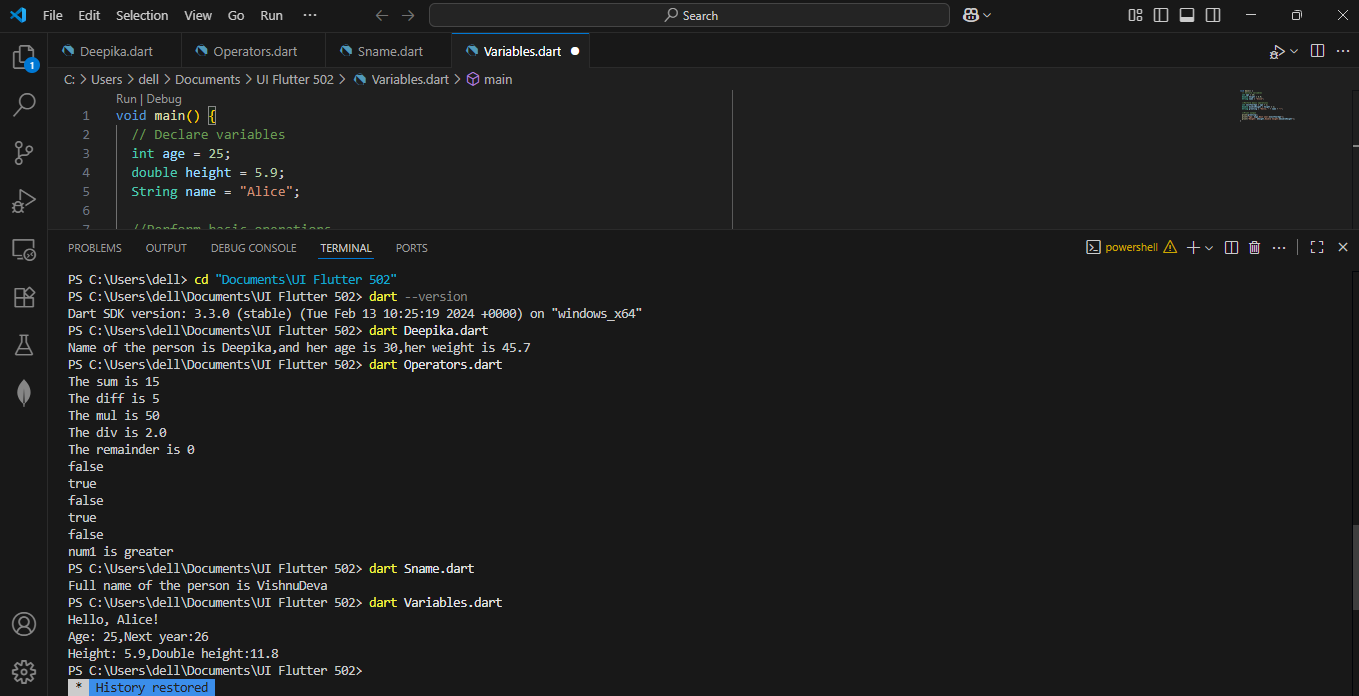 File Edit Selection View Go Run ··· Search
1
Deepika.dart Operators.dart Sname.dart Variables.dart
C: > Users > dell > Documents > UI Flutter 502 > Variables.dart > main
Run | Debug
1 void main() {
2 // Declare variables
3 int age = 25;
4 double height = 5.9;
5 String name = "Alice";
6
7 //Perform basic operations
PROBLEMS OUTPUT DEBUG CONSOLE TERMINAL PORTS powershell
PS C:\Users\dell> cd "Documents\UI Flutter 502"
PS C:\Users\dell\Documents\UI Flutter 502> dart --version
Dart SDK version: 3.3.0 (stable) (Tue Feb 13 10:25:19 2024 +0000) on "windows_x64"
PS C:\Users\dell\Documents\UI Flutter 502> dart Deepika.dart
Name of the person is Deepika,and her age is 30,her weight is 45.7
PS C:\Users\dell\Documents\UI Flutter 502> dart Operators.dart
The sum is 15
The diff is 5
The mul is 50
The div is 2.0
The remainder is 0
false
true
false
true
false
num1 is greater
PS C:\Users\dell\Documents\UI Flutter 502> dart Sname.dart
Full name of the person is VishnuDeva
PS C:\Users\dell\Documents\UI Flutter 502> dart Variables.dart
Hello, Alice!
Age: 25,Next year:26
Height: 5.9,Double height:11.8
PS C:\Users\dell\Documents\UI Flutter 502>
* History restored